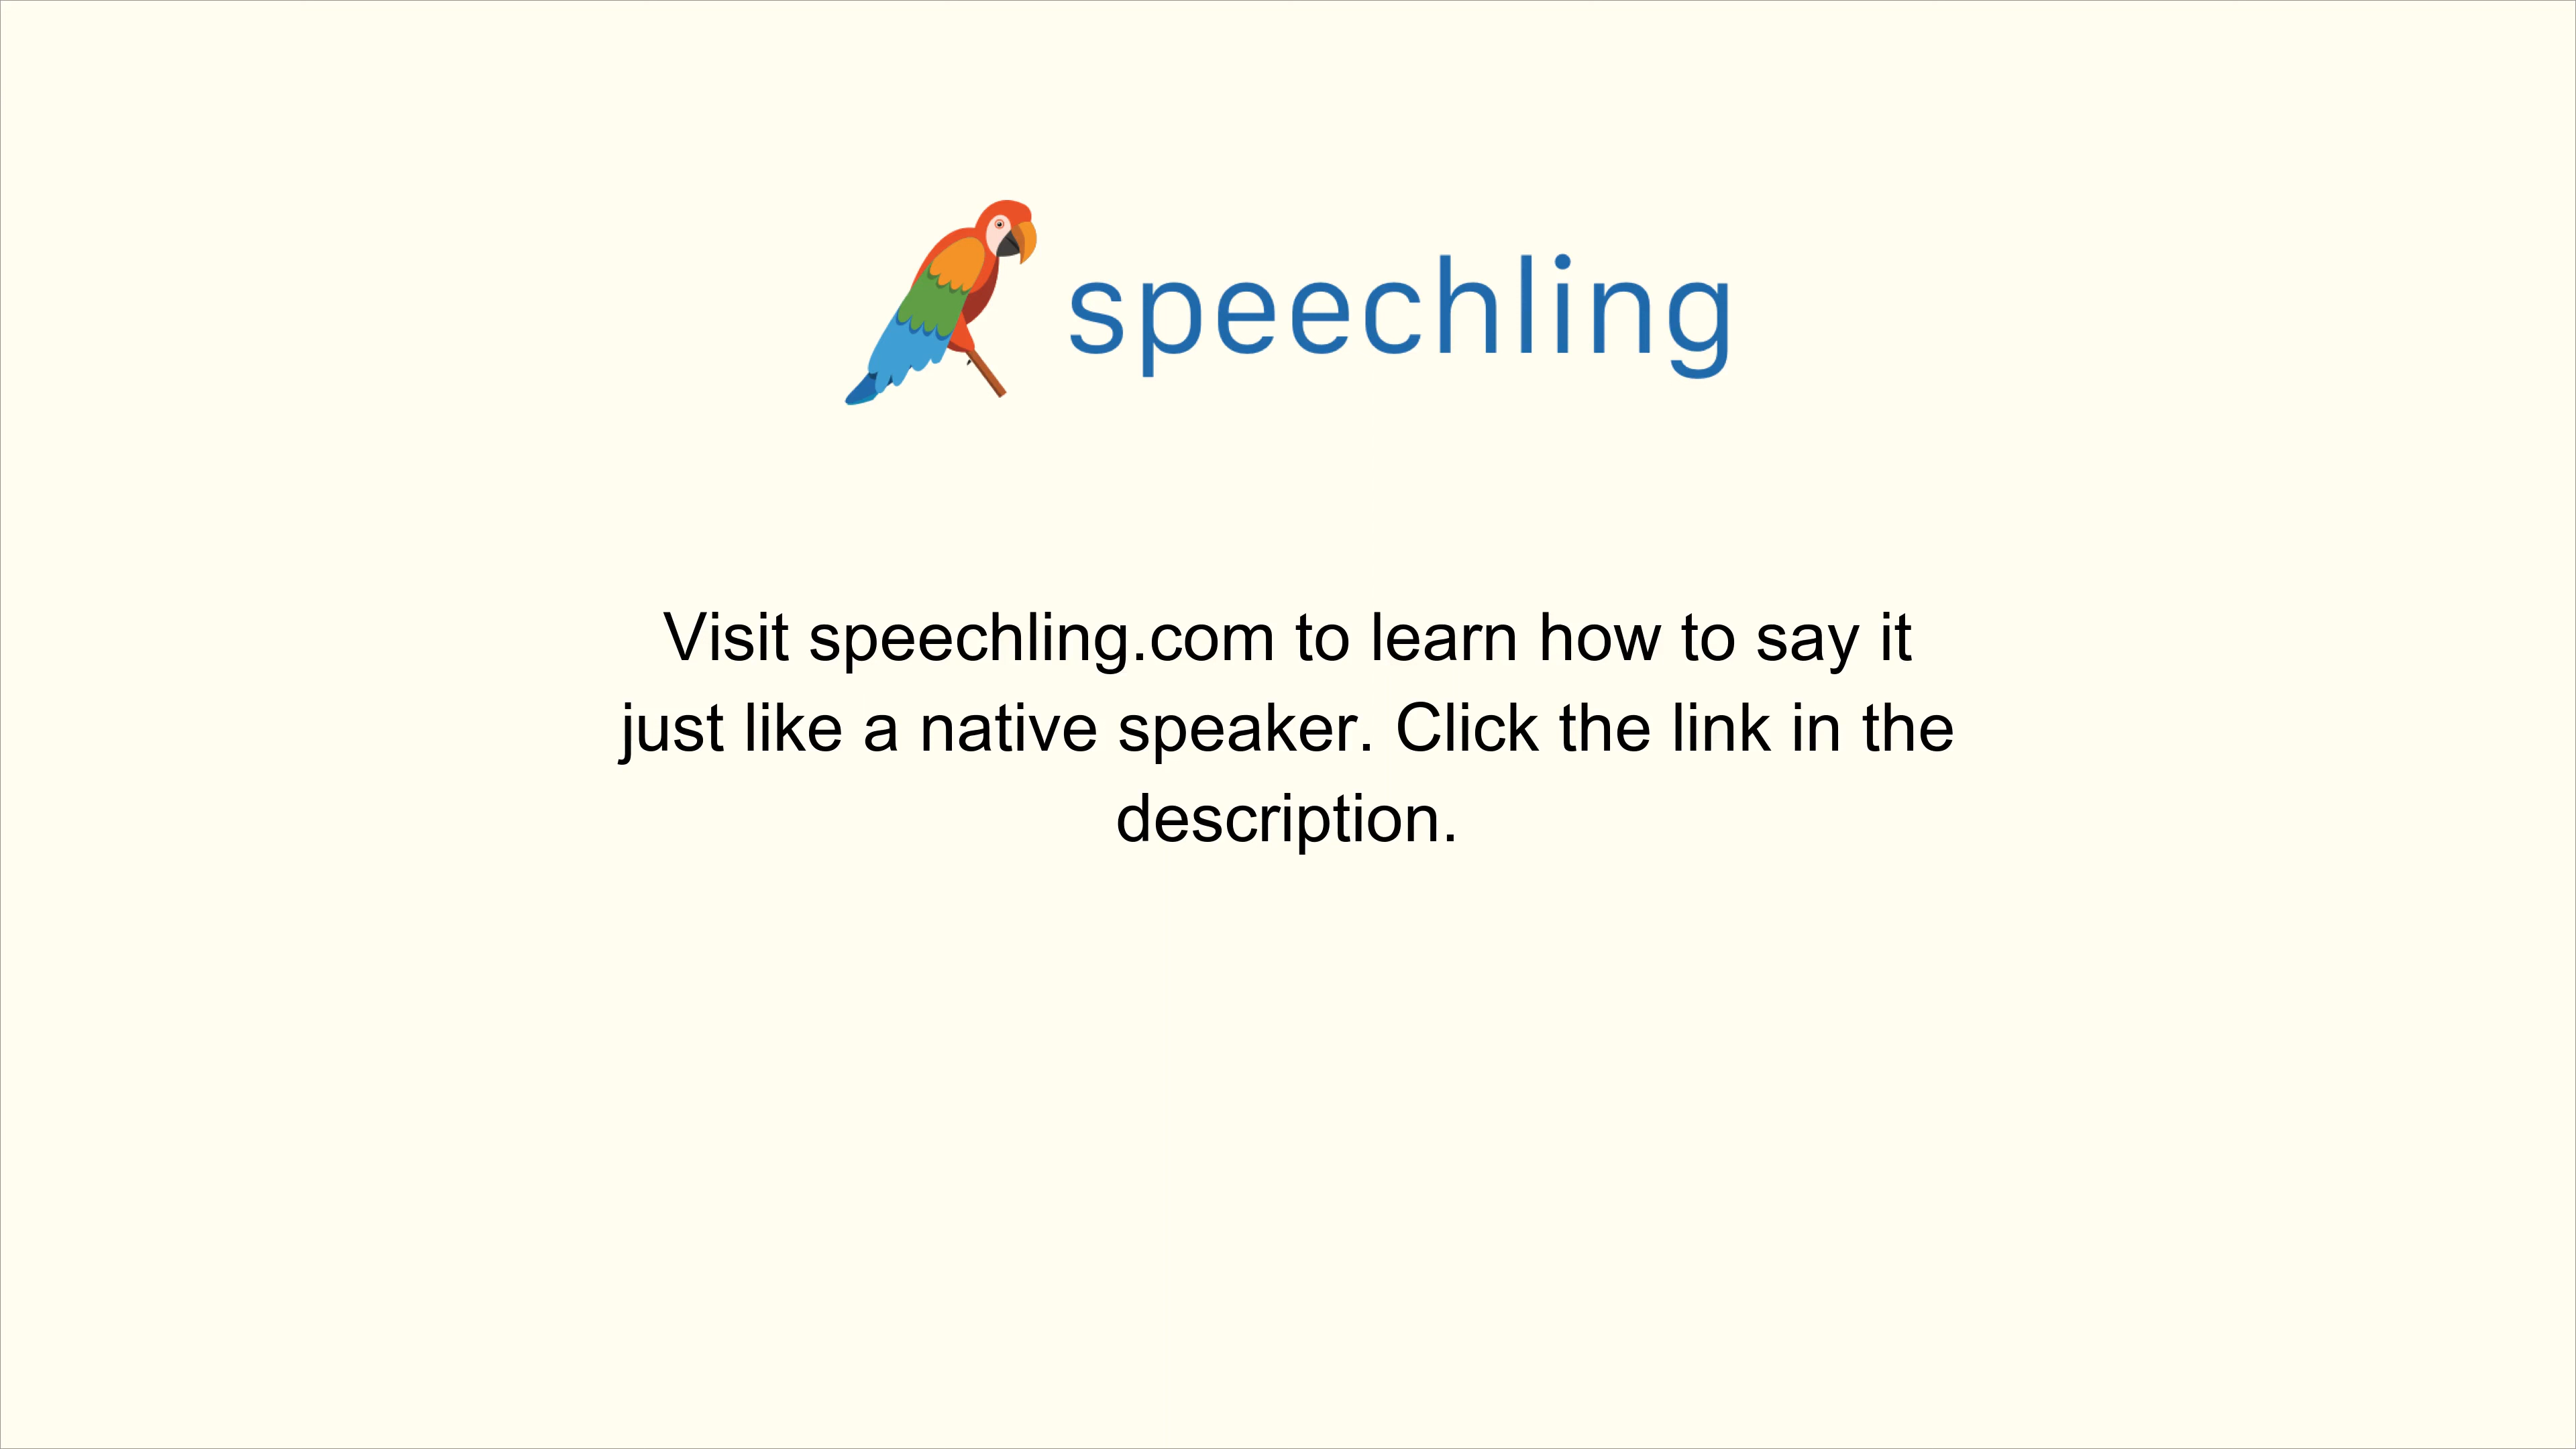 speechling
Visit speechling.com to learn how to say it
just like a native speaker. Click the link in the
description.